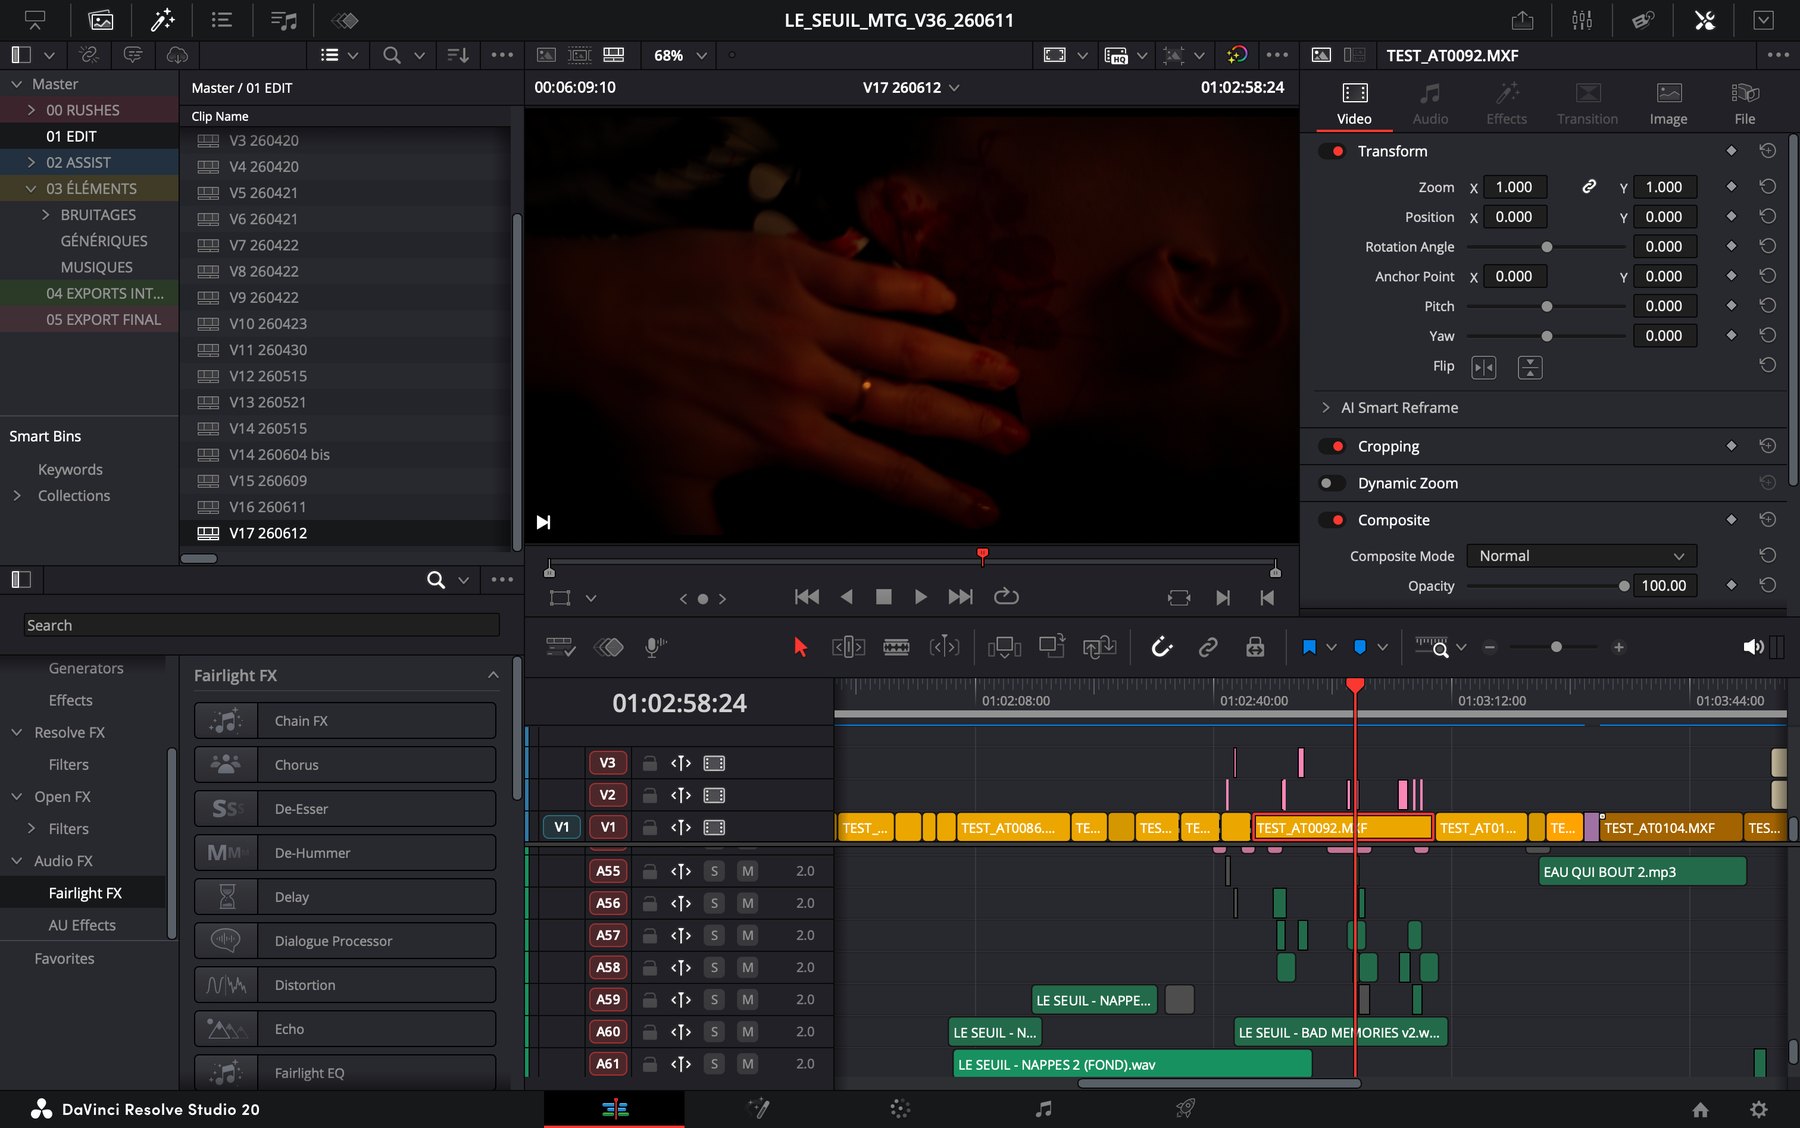 LE_SEUIL_MTG_V36_260611
68%
HQ
TEST_AT0092.MXF
Master
00 RUSHES
01 EDIT
02 ASSIST
03 ÉLÉMENTS
BRUITAGES
GÉNÉRIQUES
MUSIQUES
04 EXPORTS INT...
05 EXPORT FINAL
Smart Bins
Keywords
Collections
Master / 01 EDIT
Clip Name
V3 260420
V4 260420
V5 260421
V6 260421
V7 260422
V8 260422
V9 260422
V10 260423
V11 260430
V12 260515
V13 260521
V14 260515
V14 260604 bis
V15 260609
V16 260611
V17 260612
00:06:09:10
V17 260612
01:02:58:24
Video
Audio
Effects
Transition
Image
File
Transform
Zoom X 1.000 Y 1.000
Position X 0.000 Y 0.000
Rotation Angle 0.000
Anchor Point X 0.000 Y 0.000
Pitch 0.000
Yaw 0.000
Flip
AI Smart Reframe
Cropping
Dynamic Zoom
Composite
Composite Mode Normal
Opacity 100.00
Search
Generators
Effects
Resolve FX
Filters
Open FX
Filters
Audio FX
Fairlight FX
AU Effects
Favorites
Fairlight FX
Chain FX
Chorus
De-Esser
De-Hummer
Delay
Dialogue Processor
Distortion
Echo
Fairlight EQ
01:02:58:24
01:02:08:00
01:02:40:00
01:03:12:00
01:03:44:00
V3
V2
V1 V1
TEST_...
TEST_AT0086....
TE...
TES...
TE...
TEST_AT0092.MXF
TEST_AT01...
TE...
TEST_AT0104.MXF
TES...
A55 S M 2.0
EAU QUI BOUT 2.mp3
A56 S M 2.0
A57 S M 2.0
A58 S M 2.0
A59 S M 2.0
LE SEUIL - NAPPE...
A60 S M 2.0
LE SEUIL - N...
LE SEUIL - BAD MEMORIES v2.w...
A61 S M 2.0
LE SEUIL - NAPPES 2 (FOND).wav
DaVinci Resolve Studio 20